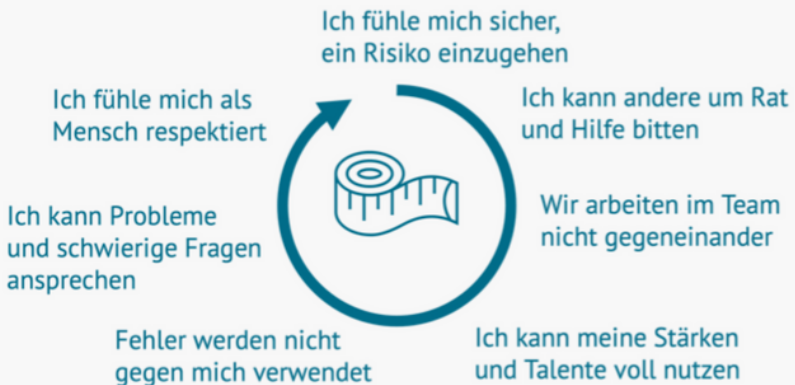 Ich fühle mich sicher,
ein Risiko einzugehen
Ich kann andere um Rat
und Hilfe bitten
Wir arbeiten im Team
nicht gegeneinander
Ich kann meine Stärken
und Talente voll nutzen
Fehler werden nicht
gegen mich verwendet
Ich kann Probleme
und schwierige Fragen
ansprechen
Ich fühle mich als
Mensch respektiert